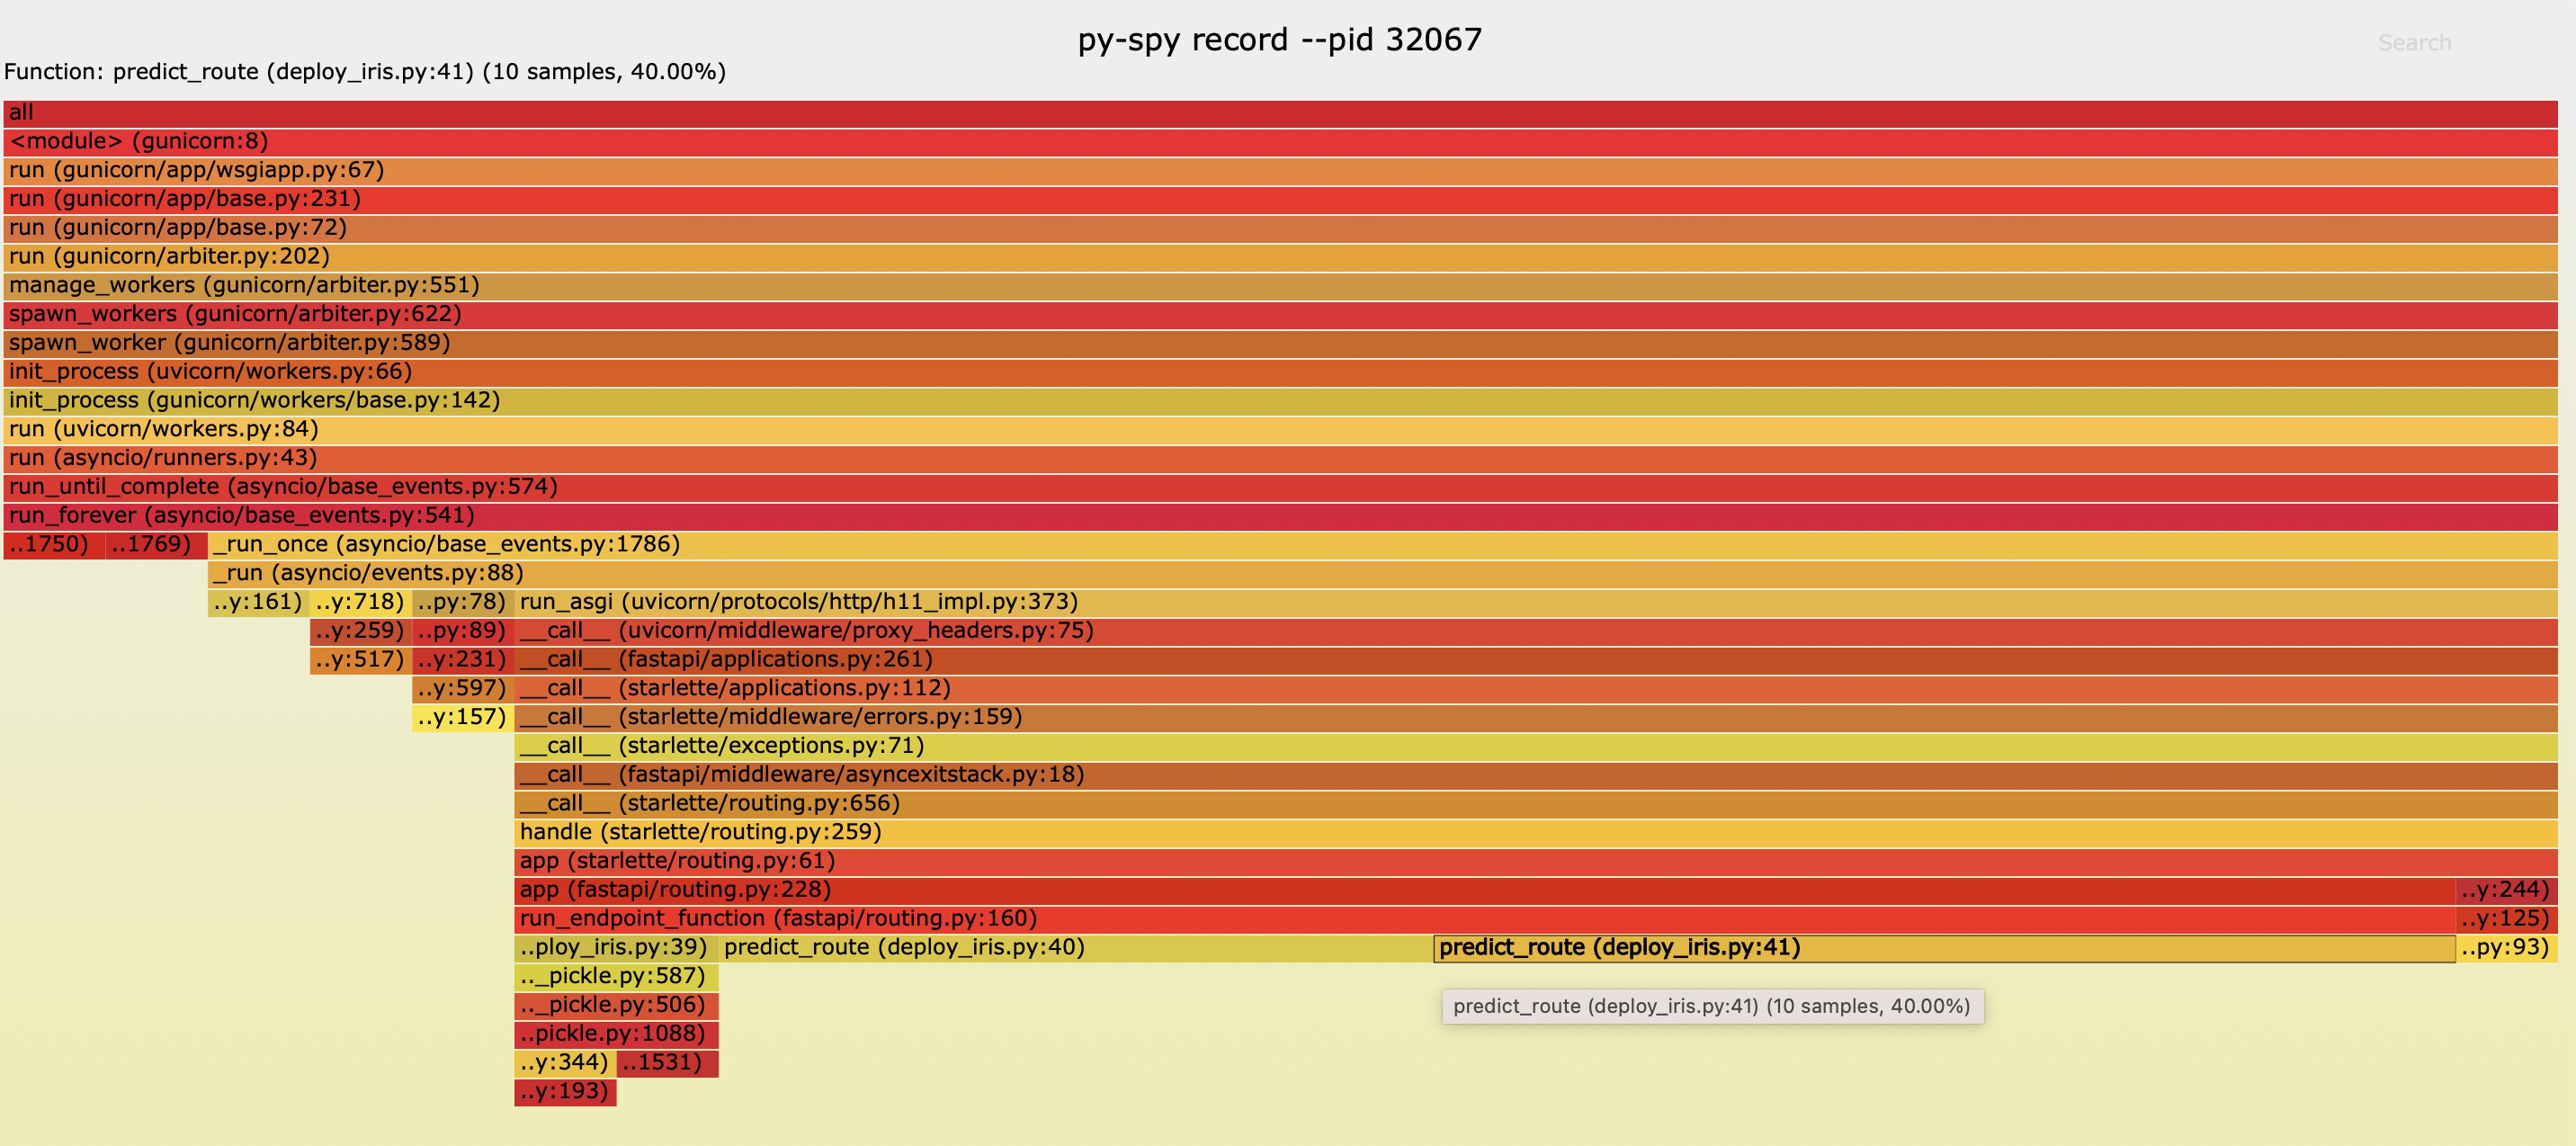 py-spy record --pid 32067
Search
Function: predict_route (deploy_iris.py:41) (10 samples, 40.00%)
all
<module> (gunicorn:8)
run (gunicorn/app/wsgiapp.py:67)
run (gunicorn/app/base.py:231)
run (gunicorn/app/base.py:72)
run (gunicorn/arbiter.py:202)
manage_workers (gunicorn/arbiter.py:551)
spawn_workers (gunicorn/arbiter.py:622)
spawn_worker (gunicorn/arbiter.py:589)
init_process (uvicorn/workers.py:66)
init_process (gunicorn/workers/base.py:142)
run (uvicorn/workers.py:84)
run (asyncio/runners.py:43)
run_until_complete (asyncio/base_events.py:574)
run_forever (asyncio/base_events.py:541)
..1750) ..1769) _run_once (asyncio/base_events.py:1786)
_run (asyncio/events.py:88)
..y:161) ..y:718) ..py:78) run_asgi (uvicorn/protocols/http/h11_impl.py:373)
..y:259) ..py:89) __call__ (uvicorn/middleware/proxy_headers.py:75)
..y:517) ..y:231) __call__ (fastapi/applications.py:261)
..y:597) __call__ (starlette/applications.py:112)
..y:157) __call__ (starlette/middleware/errors.py:159)
__call__ (starlette/exceptions.py:71)
__call__ (fastapi/middleware/asyncexitstack.py:18)
__call__ (starlette/routing.py:656)
handle (starlette/routing.py:259)
app (starlette/routing.py:61)
app (fastapi/routing.py:228) ..y:244)
run_endpoint_function (fastapi/routing.py:160) ..y:125)
..ploy_iris.py:39) predict_route (deploy_iris.py:40) predict_route (deploy_iris.py:41) ..py:93)
.._pickle.py:587)
.._pickle.py:506) predict_route (deploy_iris.py:41) (10 samples, 40.00%)
..pickle.py:1088)
..y:344) ..1531)
..y:193)